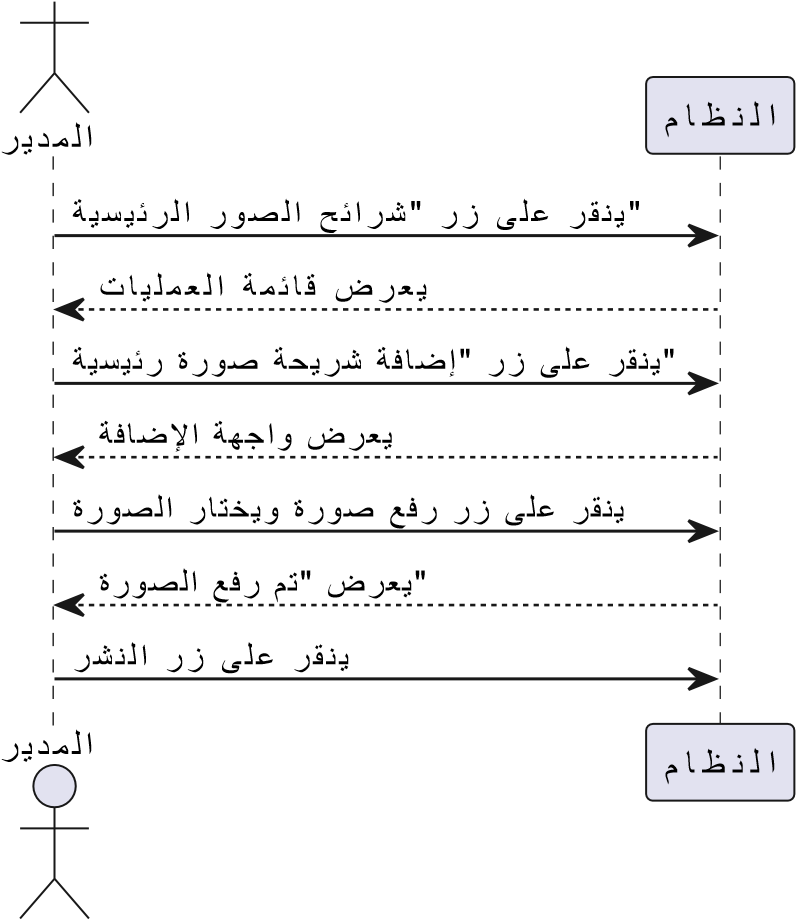 المدير
النظام
ينقر على زر "شرائح الصور الرئيسية"
يعرض قائمة العمليات
ينقر على زر "إضافة شريحة صورة رئيسية"
يعرض واجهة الإضافة
ينقر على زر رفع صورة ويختار الصورة
يعرض "تم رفع الصورة"
ينقر على زر النشر
المدير
النظام